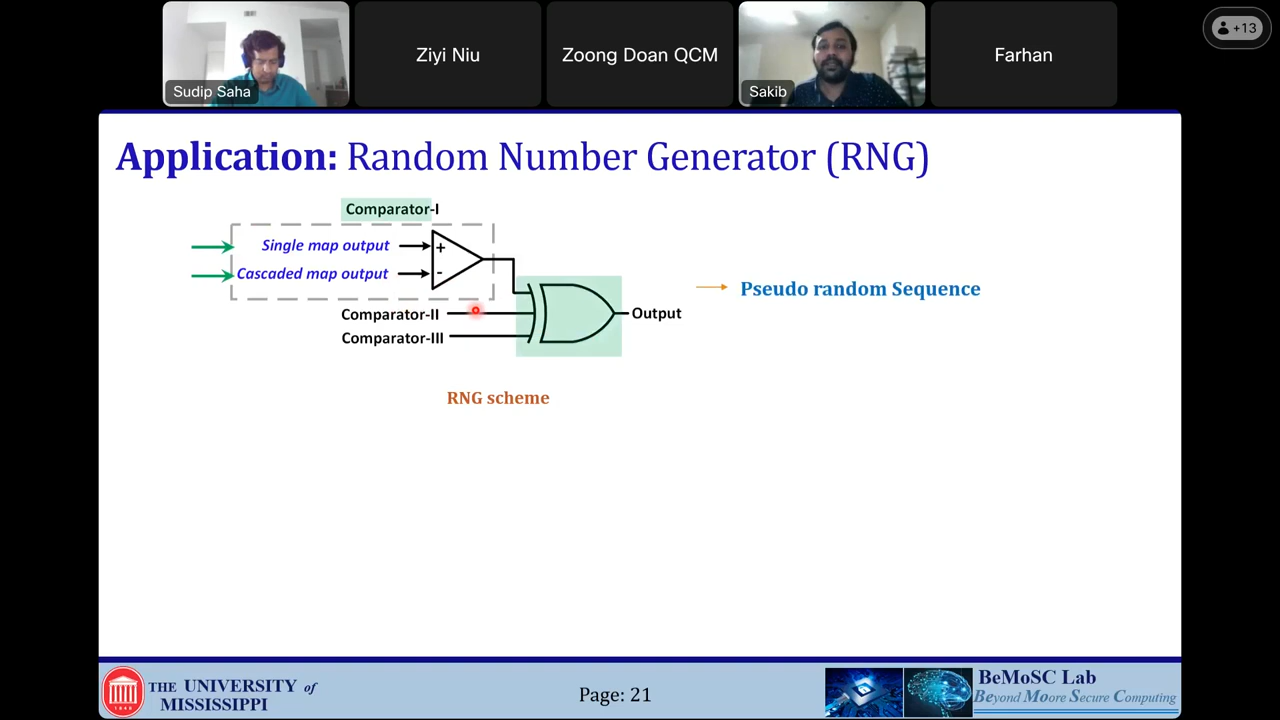 Sudip Saha
Ziyi Niu
Zoong Doan QCM
Sakib
Farhan
+13
Application: Random Number Generator (RNG)
Comparator-I
Single map output
+
Cascaded map output
-
Pseudo random Sequence
Comparator-II
Output
Comparator-III
RNG scheme
THE UNIVERSITY of
MISSISSIPPI
Page: 21
BeMoSC Lab
Beyond Moore Secure Computing